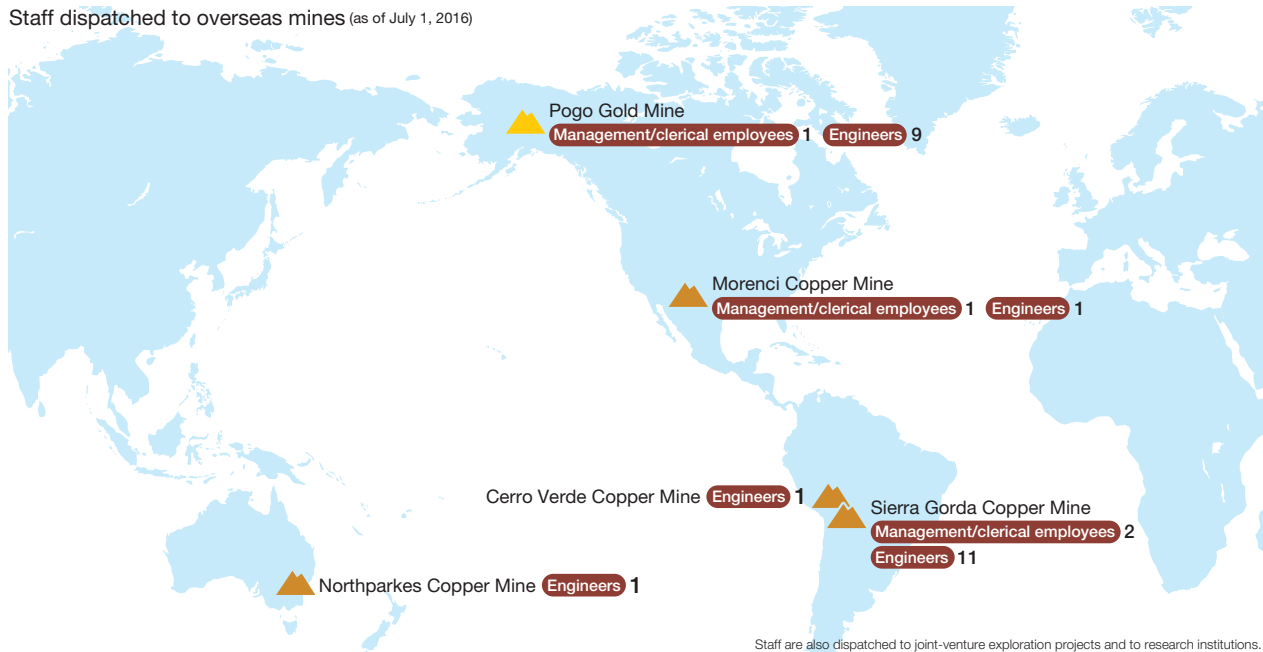 Staff dispatched to overseas mines (as of July 1, 2016)
Pogo Gold Mine
Management/clerical employees 1 Engineers 9
Morenci Copper Mine
Management/clerical employees 1 Engineers 1
Cerro Verde Copper Mine Engineers 1
Sierra Gorda Copper Mine
Management/clerical employees 2
Engineers 11
Northparkes Copper Mine Engineers 1
Staff are also dispatched to joint-venture exploration projects and to research institutions.